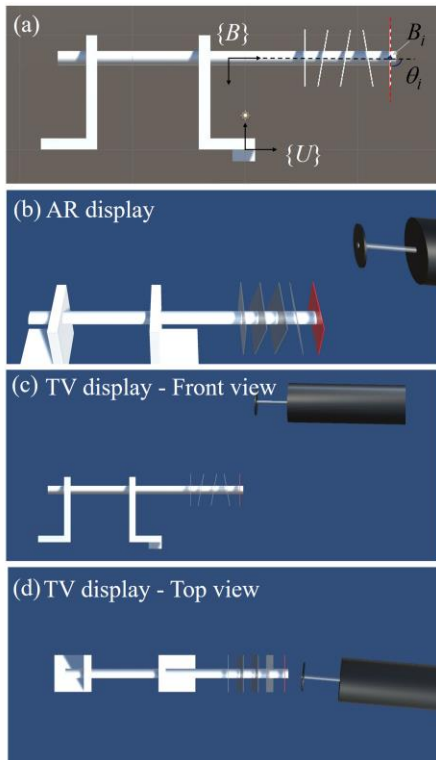 (a)
{B}
B_i
θ_i
{U}
(b) AR display
(c) TV display - Front view
(d) TV display - Top view